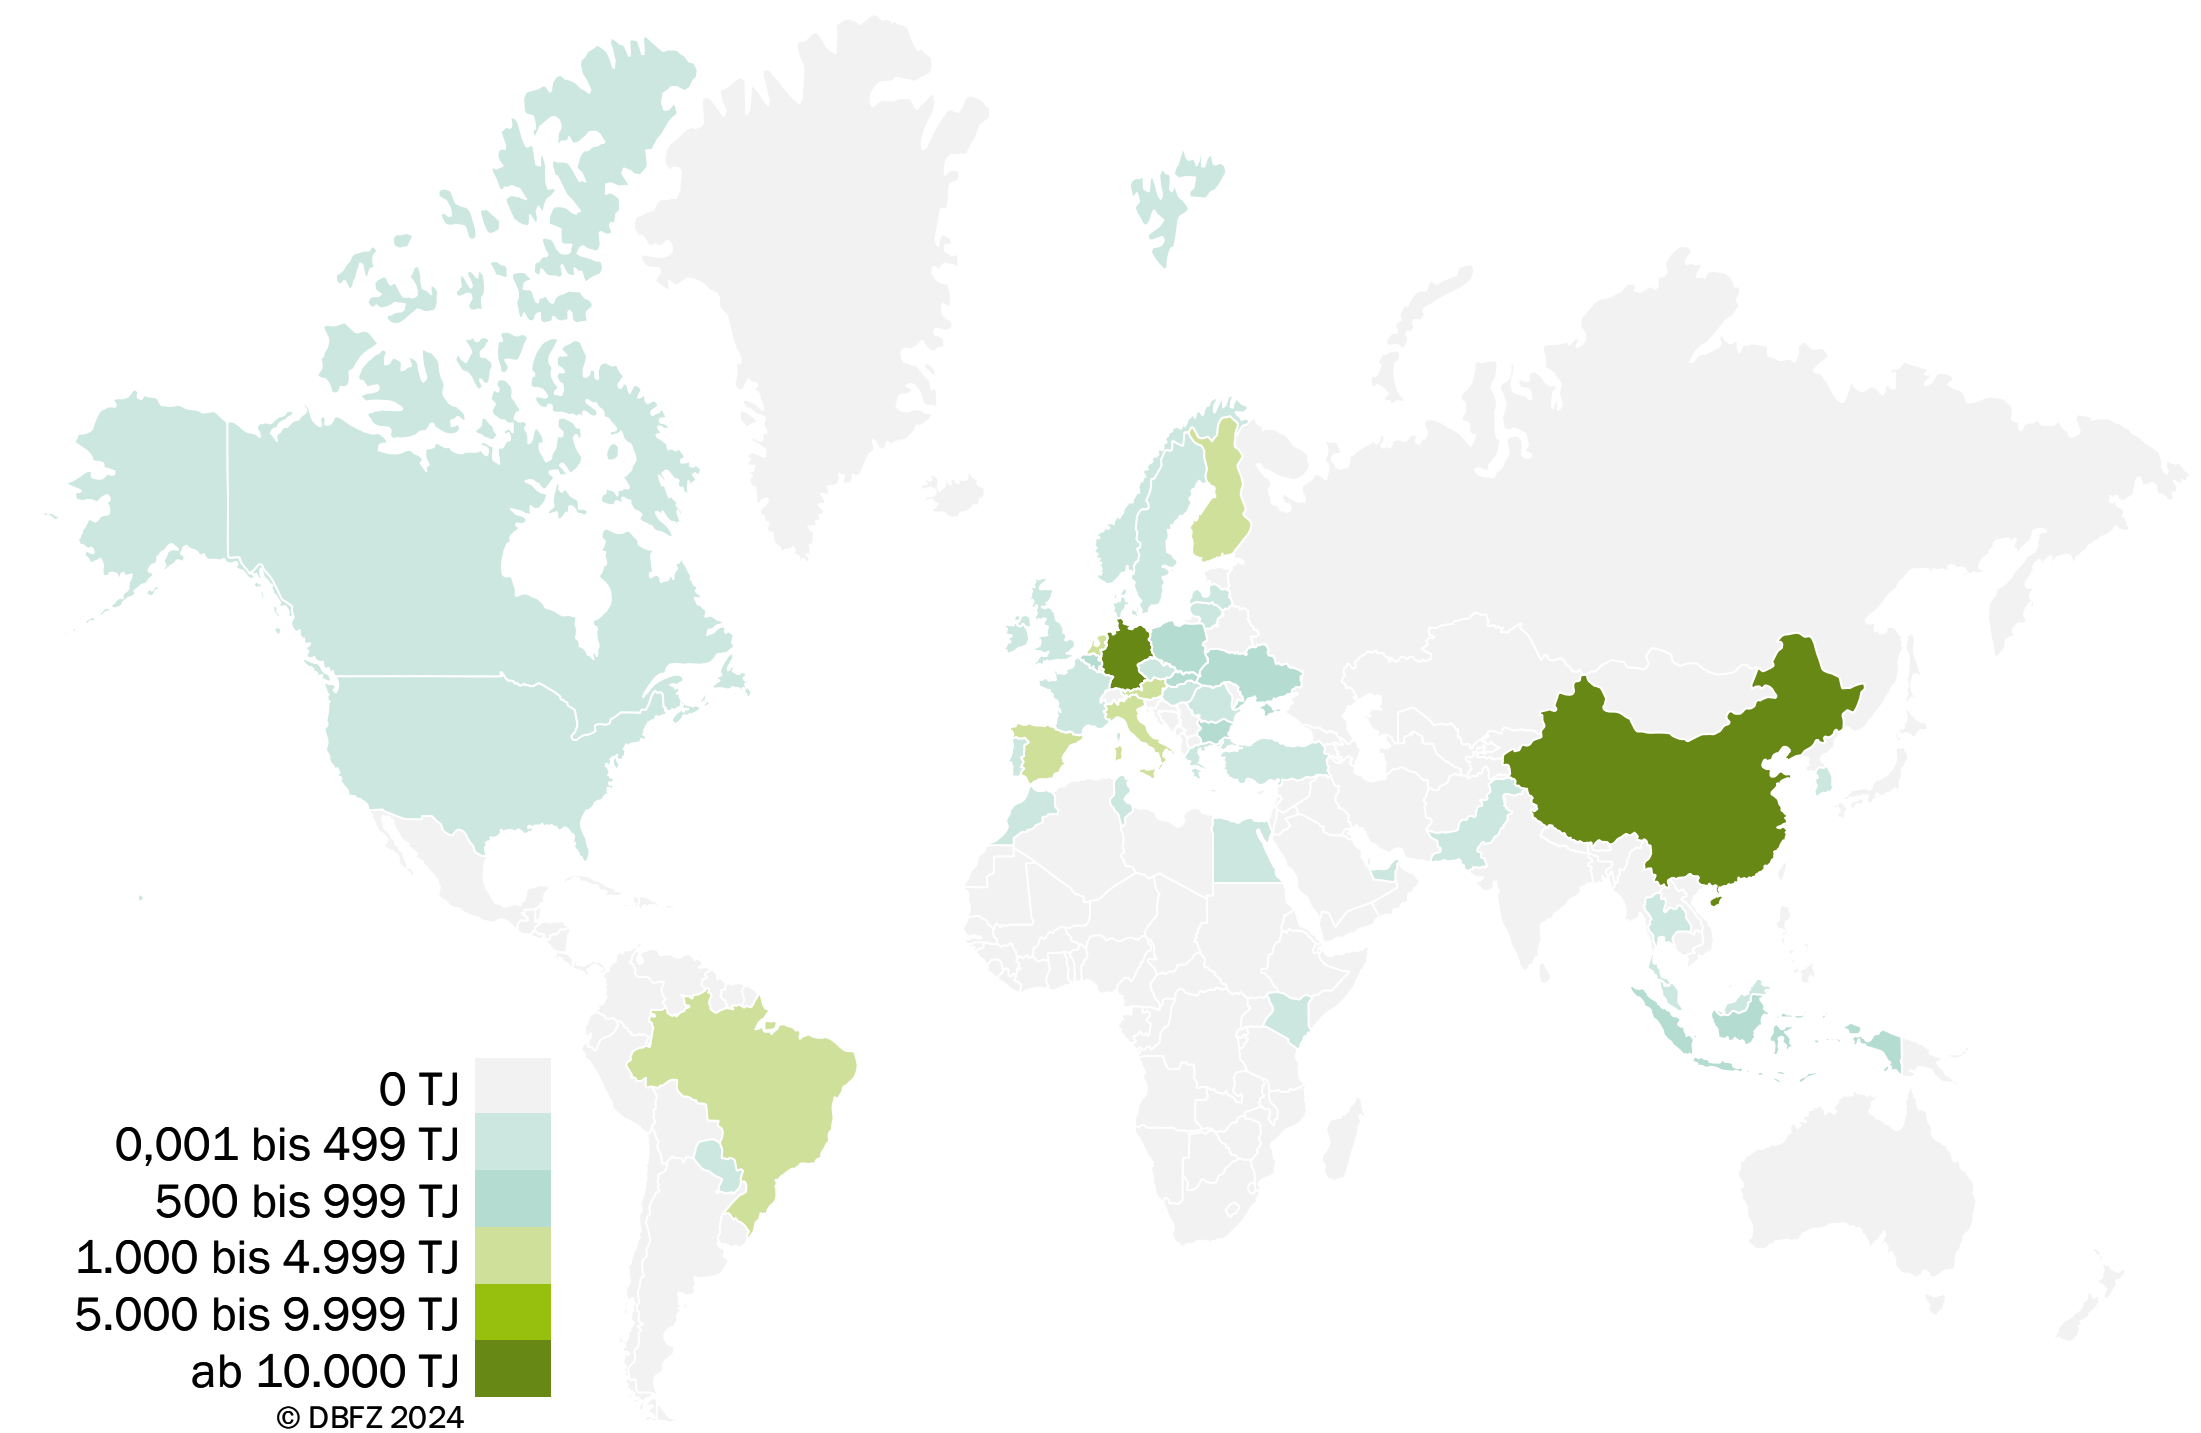 0 TJ
0,001 bis 499 TJ
500 bis 999 TJ
1.000 bis 4.999 TJ
5.000 bis 9.999 TJ
ab 10.000 TJ
© DBFZ 2024